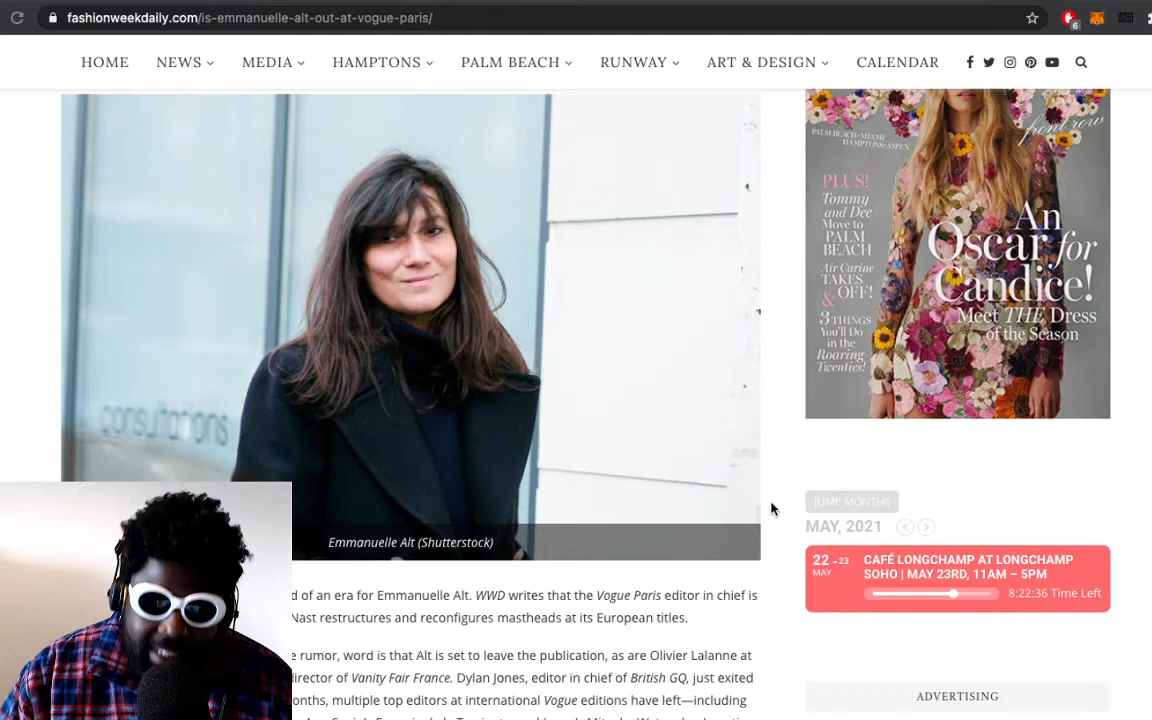 fashionweekdaily.com/is-emmanuelle-alt-out-at-vogue-paris/
6
HOME NEWS MEDIA HAMPTONS PALM BEACH RUNWAY ART & DESIGN CALENDAR
consultations
Emmanuelle Alt (Shutterstock)
d of an era for Emmanuelle Alt. WWD writes that the Vogue Paris editor in chief is
Nast restructures and reconfigures mastheads at its European titles.
e rumor, word is that Alt is set to leave the publication, as are Olivier Lalanne at
director of Vanity Fair France. Dylan Jones, editor in chief of British GQ, just exited
onths, multiple top editors at international Vogue editions have left—including
front row
PALM BEACH•MIAMI
HAMPTONS•ASPEN
PLUS!
Tommy
and Dee
Move to
PALM
BEACH
Air Carine
TAKES
OFF!
&
3 THINGS
You'll Do
in the
Roaring
Twenties!
An
Oscar for
Candice!
Meet THE Dress
of the Season
JUMP MONTHS
MAY, 2021
22 - 23
MAY
CAFÉ LONGCHAMP AT LONGCHAMP
SOHO | MAY 23RD, 11AM – 5PM
8:22:36 Time Left
ADVERTISING